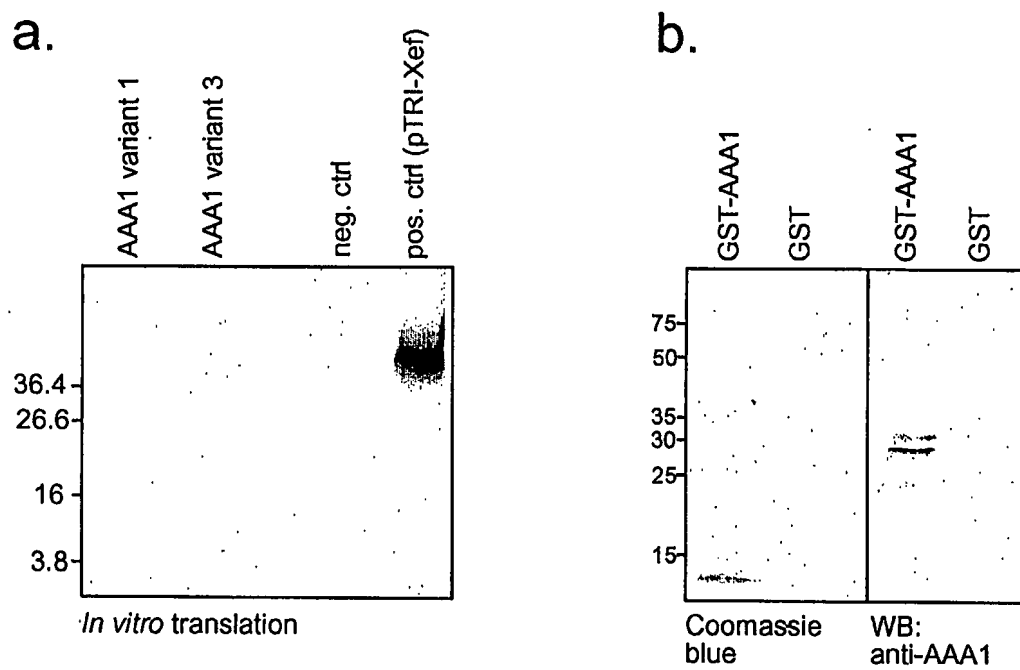 a.
AAA1 variant 1
AAA1 variant 3
neg. ctrl
pos. ctrl (pTRI-Xef)
36.4
26.6
16
3.8
In vitro translation
b.
GST-AAA1
GST
GST-AAA1
GST
75
50
35
30
25
15
Coomassie
blue
WB:
anti-AAA1